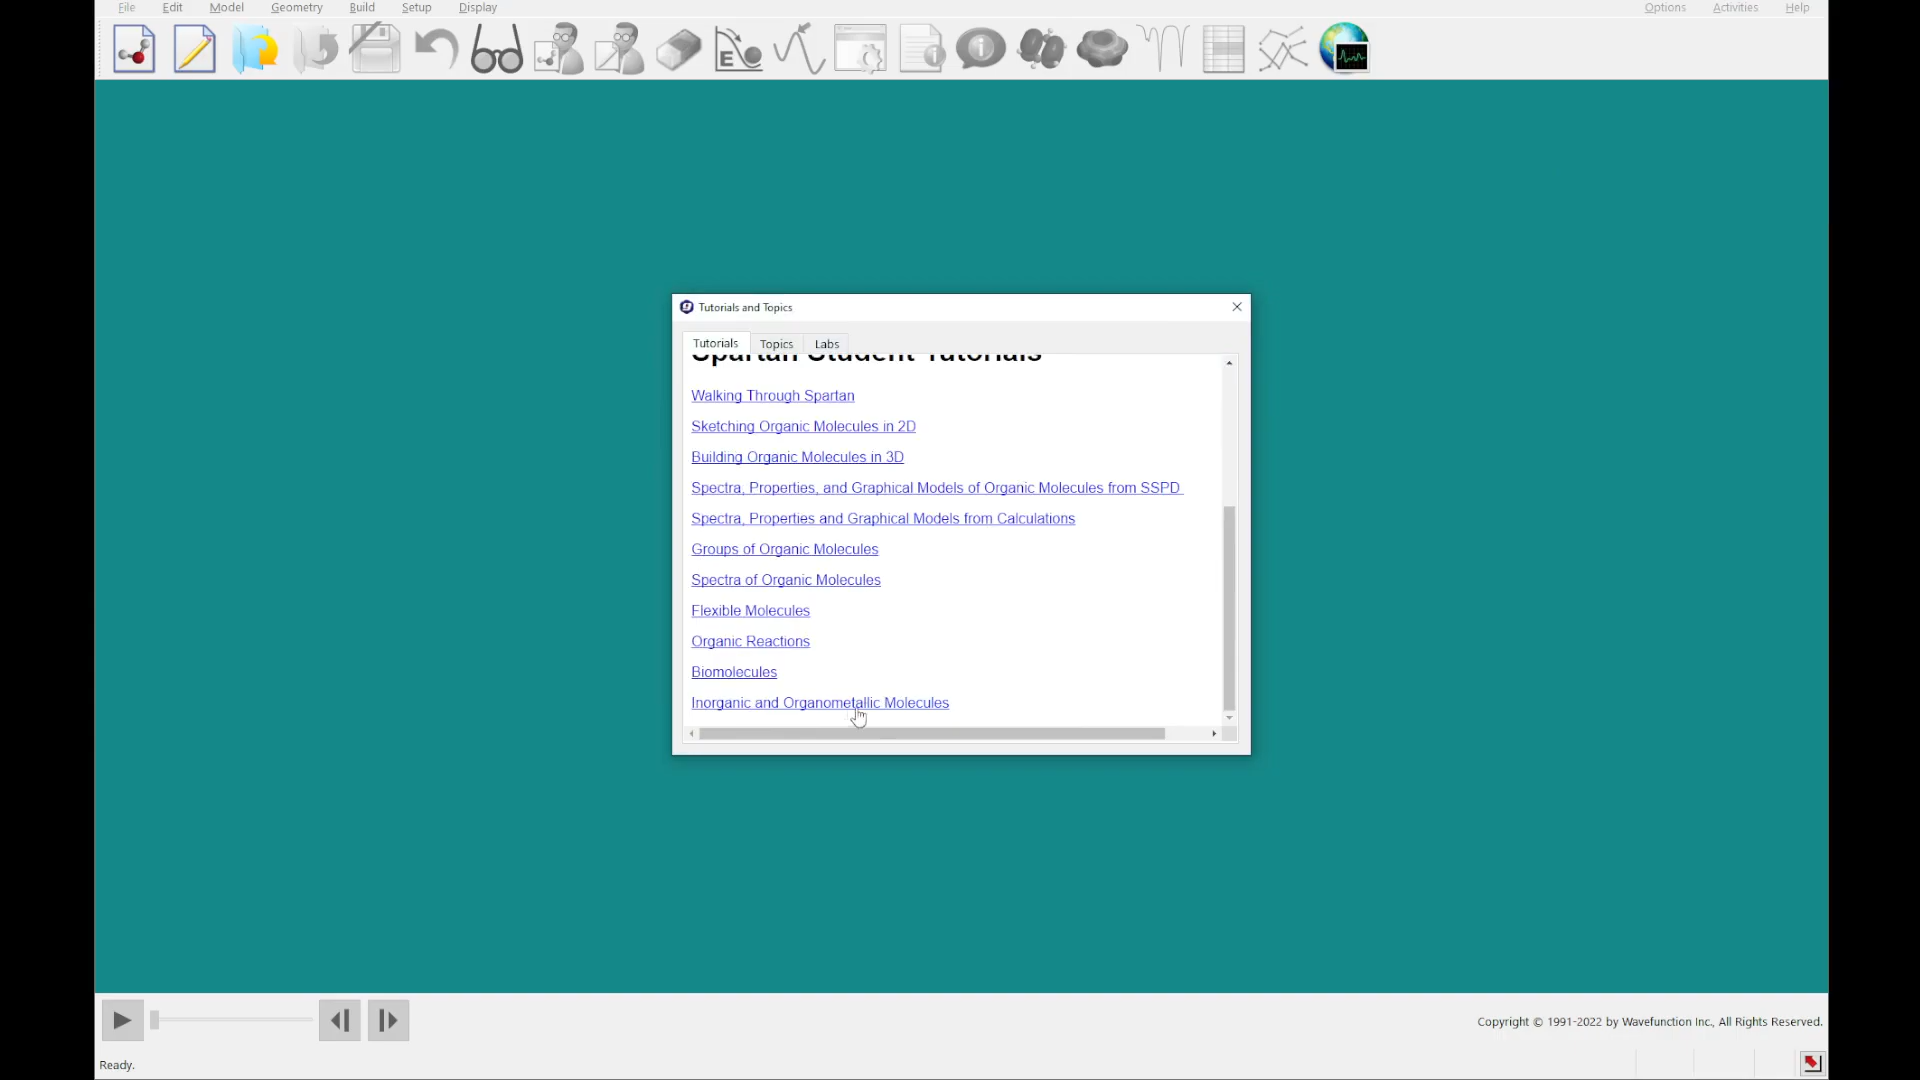 File Edit Model Geometry Build Setup Display Options Activities Help
Tutorials and Topics
Tutorials Topics Labs
Spartan Student Tutorials
Walking Through Spartan
Sketching Organic Molecules in 2D
Building Organic Molecules in 3D
Spectra, Properties, and Graphical Models of Organic Molecules from SSPD
Spectra, Properties and Graphical Models from Calculations
Groups of Organic Molecules
Spectra of Organic Molecules
Flexible Molecules
Organic Reactions
Biomolecules
Inorganic and Organometallic Molecules
Copyright © 1991-2022 by Wavefunction Inc., All Rights Reserved.
Ready.